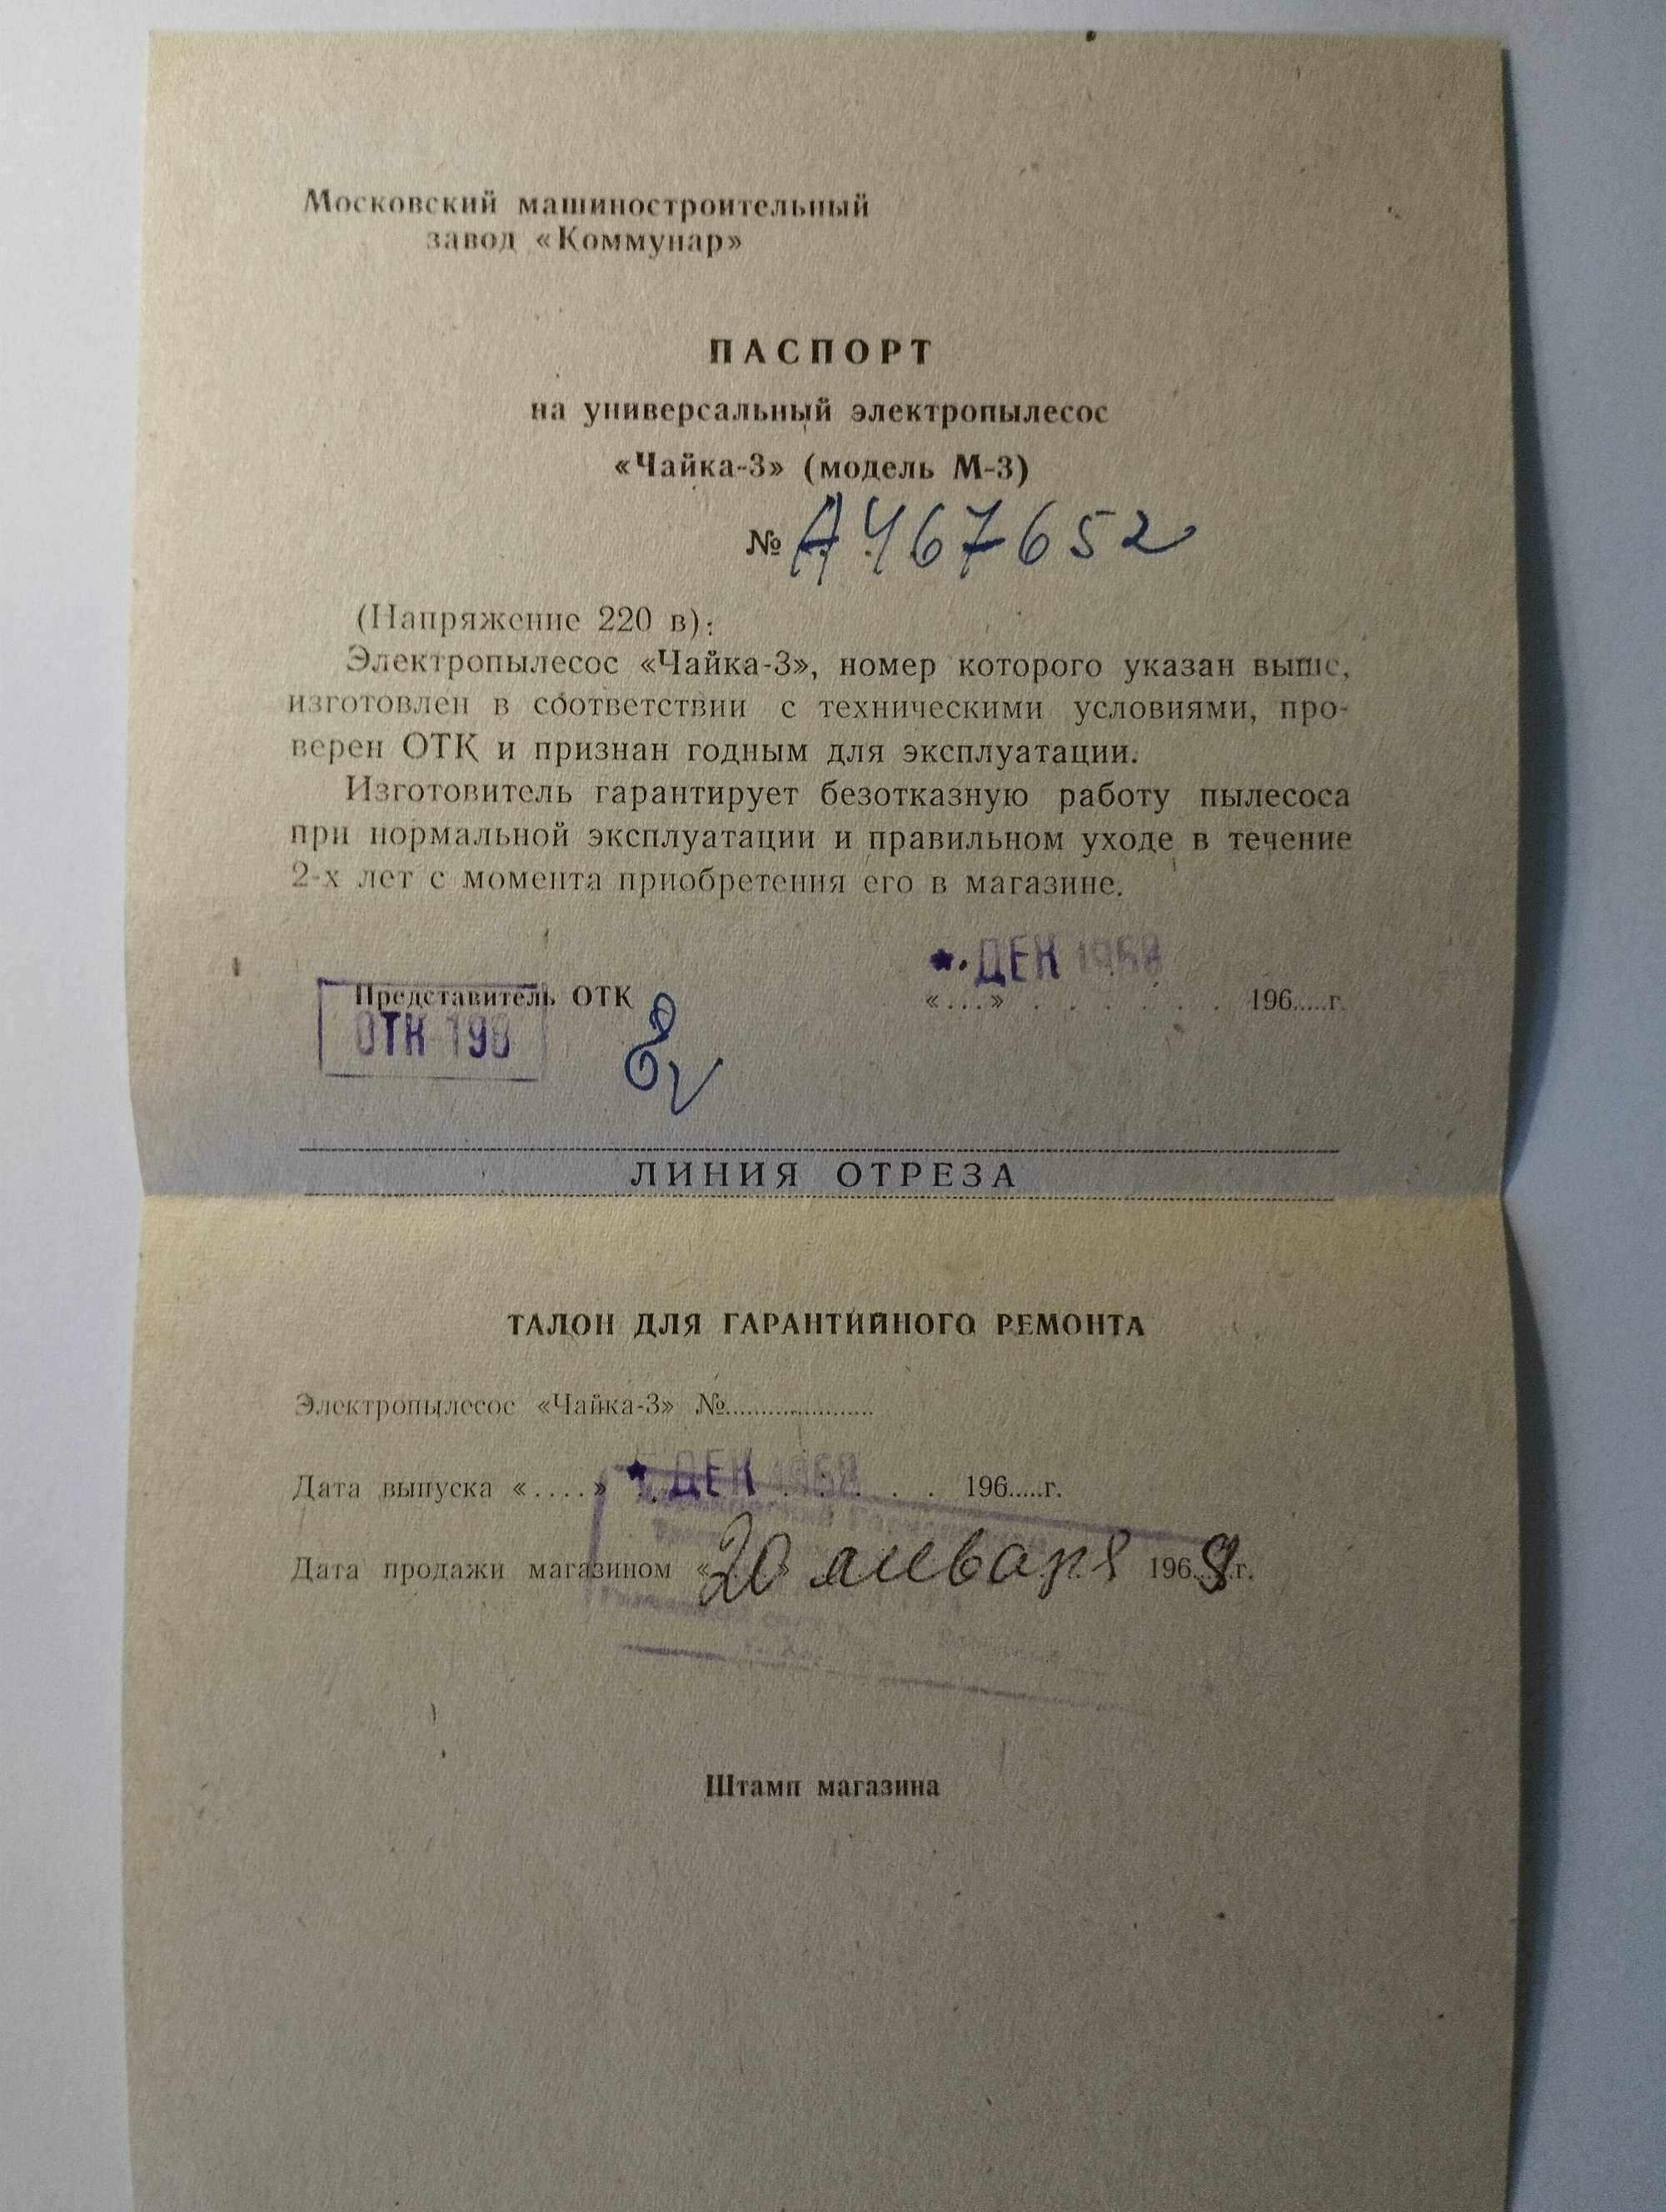 Московский машиностроительный
завод «Коммунар»
ПАСПОРТ
на универсальный электропылесос
«Чайка-3» (модель М-3)
№ А467652
(Напряжение 220 в):
Электропылесос «Чайка-3», номер которого указан выше,
изготовлен в соответствии с техническими условиями, про-
верен ОТК и признан годным для эксплуатации.
Изготовитель гарантирует безотказную работу пылесоса
при нормальной эксплуатации и правильном уходе в течение
2-х лет с момента приобретения его в магазине.
ДЕК 1968
Представитель ОТК «...» . . . . . . . 196.....г.
ОТК 198
ЛИНИЯ ОТРЕЗА
ТАЛОН ДЛЯ ГАРАНТИЙНОГО РЕМОНТА
Электропылесос «Чайка-3» №.....................
Дата выпуска «....» ДЕК 1968 . . . 196.....г.
Дата продажи магазином «20 января 1969 г.
Штамп магазина